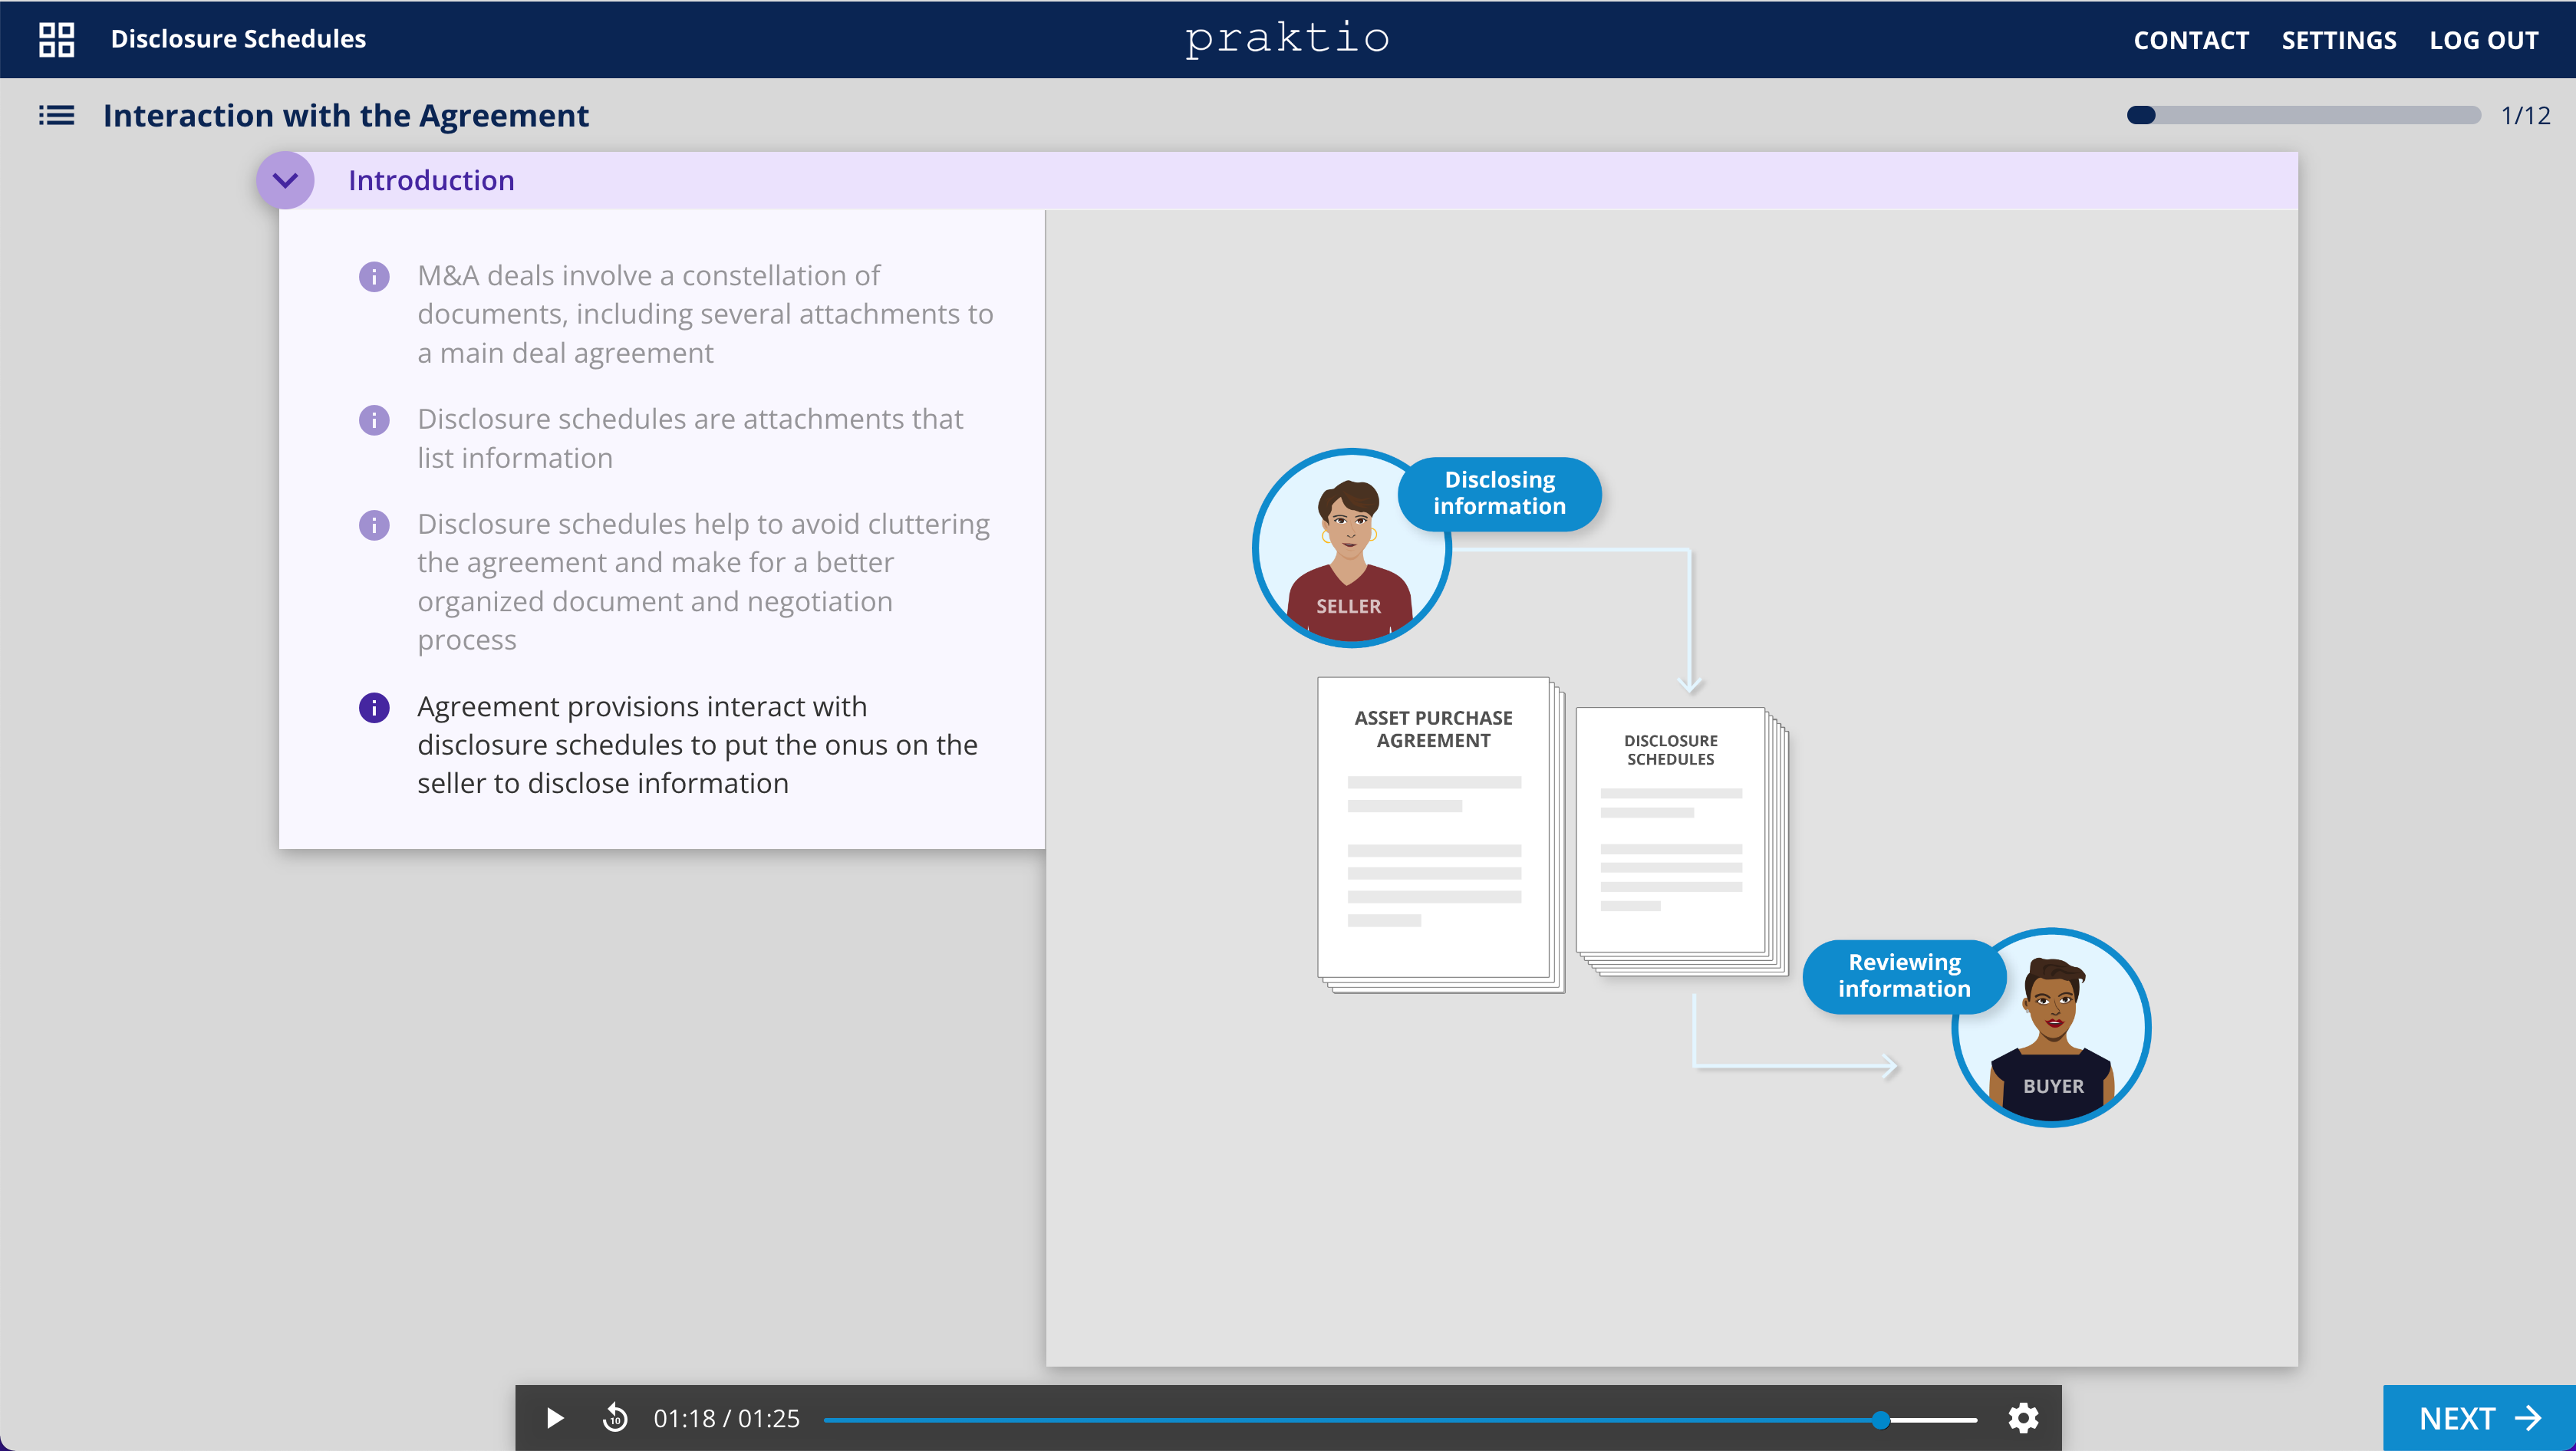 Disclosure Schedules
praktio
CONTACT SETTINGS LOG OUT
Interaction with the Agreement
1/12
Introduction
M&A deals involve a constellation of
documents, including several attachments to
a main deal agreement
Disclosure schedules are attachments that
list information
Disclosure schedules help to avoid cluttering
the agreement and make for a better
organized document and negotiation
process
Agreement provisions interact with
disclosure schedules to put the onus on the
seller to disclose information
Disclosing
information
SELLER
ASSET PURCHASE
AGREEMENT
DISCLOSURE
SCHEDULES
Reviewing
information
BUYER
10
01:18 / 01:25
NEXT